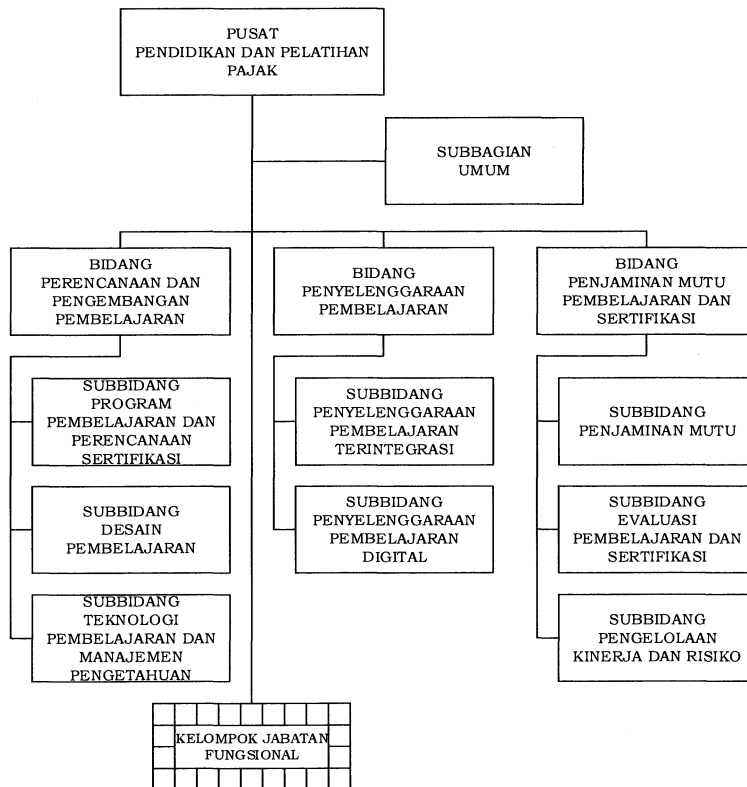 PUSAT
PENDIDIKAN DAN PELATIHAN
PAJAK
SUBBAGIAN
UMUM
BIDANG
PERENCANAAN DAN
PENGEMBANGAN
PEMBELAJARAN
BIDANG
PENYELENGGARAAN
PEMBELAJARAN
BIDANG
PENJAMINAN MUTU
PEMBELAJARAN DAN
SERTIFIKASI
SUBBIDANG
PROGRAM
PEMBELAJARAN DAN
PERENCANAAN
SERTIFIKASI
SUBBIDANG
PENYELENGGARAAN
PEMBELAJARAN
TERINTEGRASI
SUBBIDANG
PENJAMINAN MUTU
SUBBIDANG
DESAIN
PEMBELAJARAN
SUBBIDANG
PENYELENGGARAAN
PEMBELAJARAN
DIGITAL
SUBBIDANG
EVALUASI
PEMBELAJARAN DAN
SERTIFIKASI
SUBBIDANG
TEKNOLOGI
PEMBELAJARAN DAN
MANAJEMEN
PENGETAHUAN
SUBBIDANG
PENGELOLAAN
KINERJA DAN RISIKO
KELOMPOK JABATAN
FUNGSIONAL